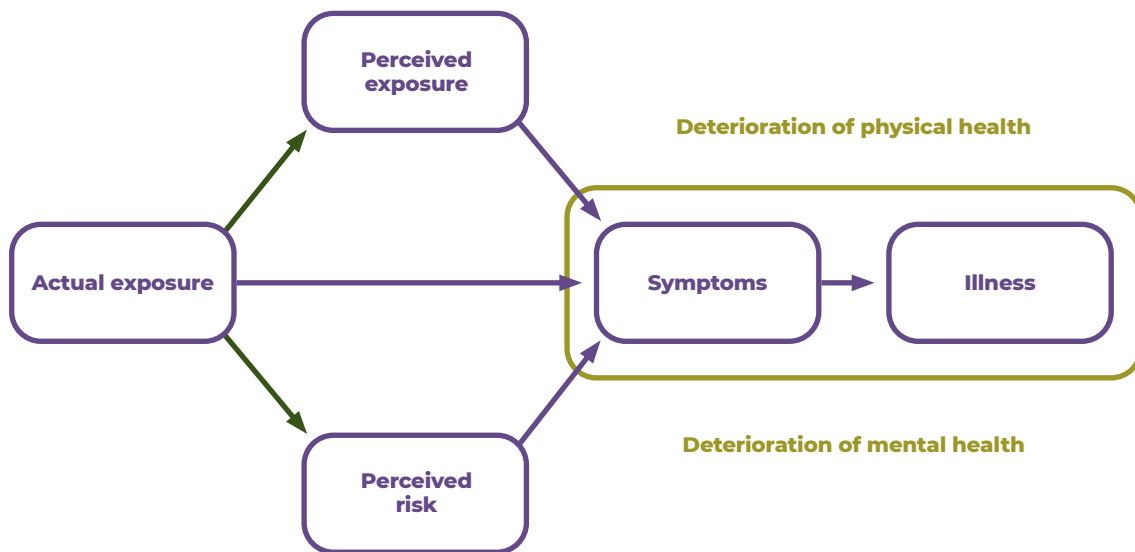 Perceived
exposure
Deterioration of physical health
Actual exposure
Symptoms
Illness
Deterioration of mental health
Perceived
risk